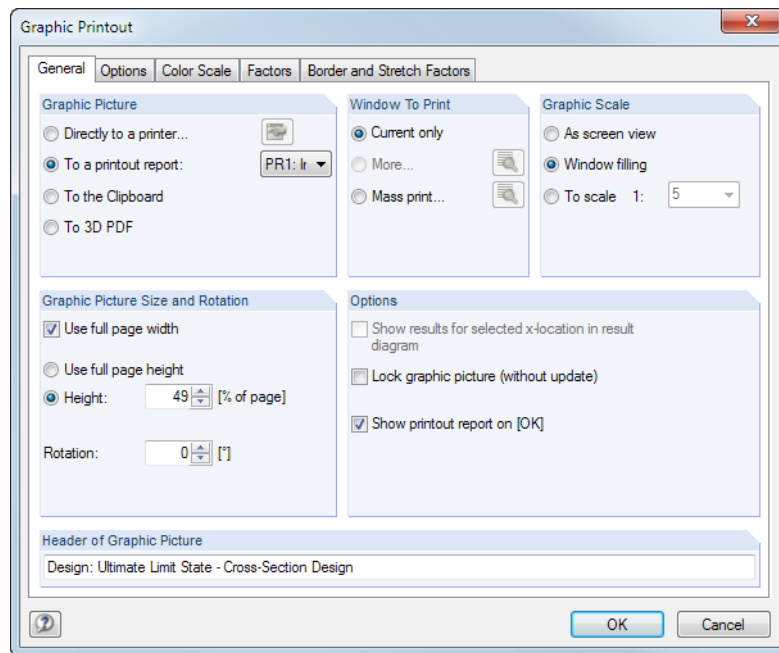 Graphic Printout
General Options Color Scale Factors Border and Stretch Factors
Graphic Picture
Directly to a printer...
To a printout report: PR1: Ir
To the Clipboard
To 3D PDF
Window To Print
Current only
More...
Mass print...
Graphic Scale
As screen view
Window filling
To scale 1: 5
Graphic Picture Size and Rotation
Use full page width
Use full page height
Height: 49 [% of page]
Rotation: 0 [°]
Options
Show results for selected x-location in result
diagram
Lock graphic picture (without update)
Show printout report on [OK]
Header of Graphic Picture
Design: Ultimate Limit State - Cross-Section Design
OK Cancel